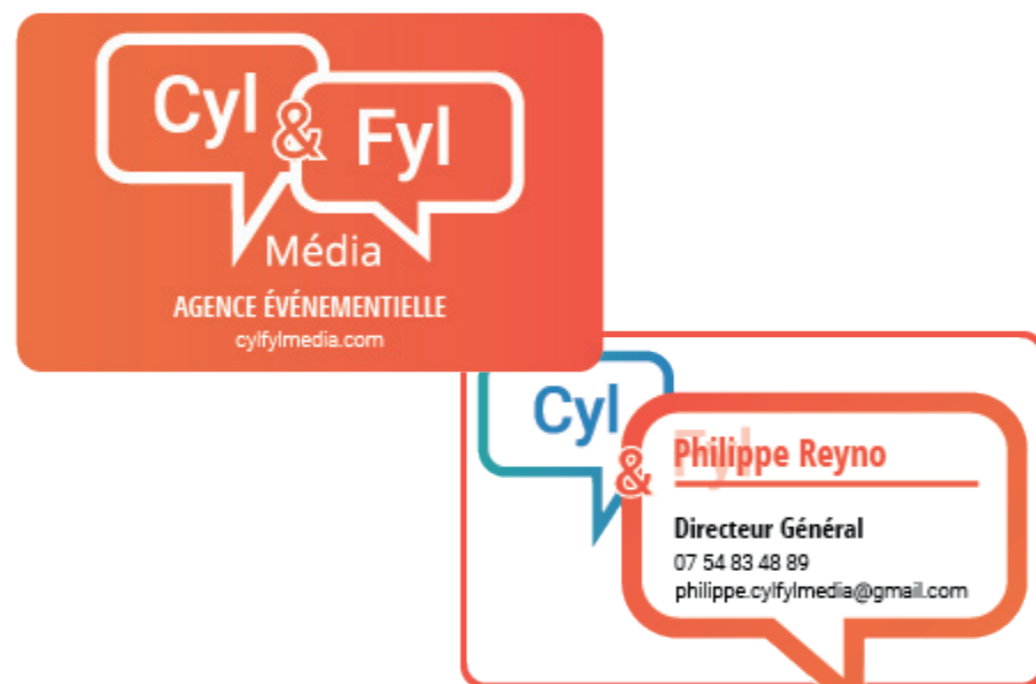 Cyl & Fyl
Média
AGENCE ÉVÉNEMENTIELLE
cylfylmedia.com
Cyl
& Fyl
Philippe Reyno
Directeur Général
07 54 83 48 89
philippe.cylfylmedia@gmail.com